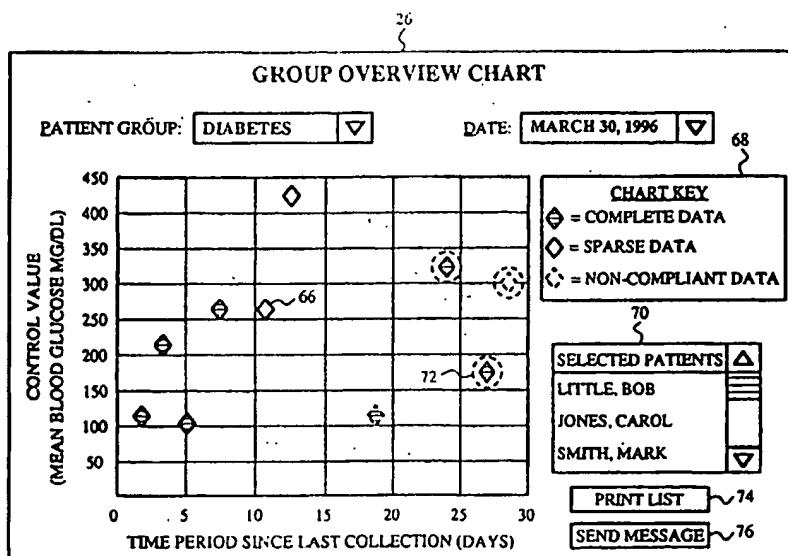 26
GROUP OVERVIEW CHART
PATIENT GROUP: DIABETES
DATE: MARCH 30, 1996
68
CHART KEY
= COMPLETE DATA
= SPARSE DATA
= NON-COMPLIANT DATA
CONTROL VALUE
(MEAN BLOOD GLUCOSE MG/DL)
450
400
350
300
250
200
150
100
50
66
72
0 5 10 15 20 25 30
TIME PERIOD SINCE LAST COLLECTION (DAYS)
70
SELECTED PATIENTS
LITTLE, BOB
JONES, CAROL
SMITH, MARK
PRINT LIST 74
SEND MESSAGE 76